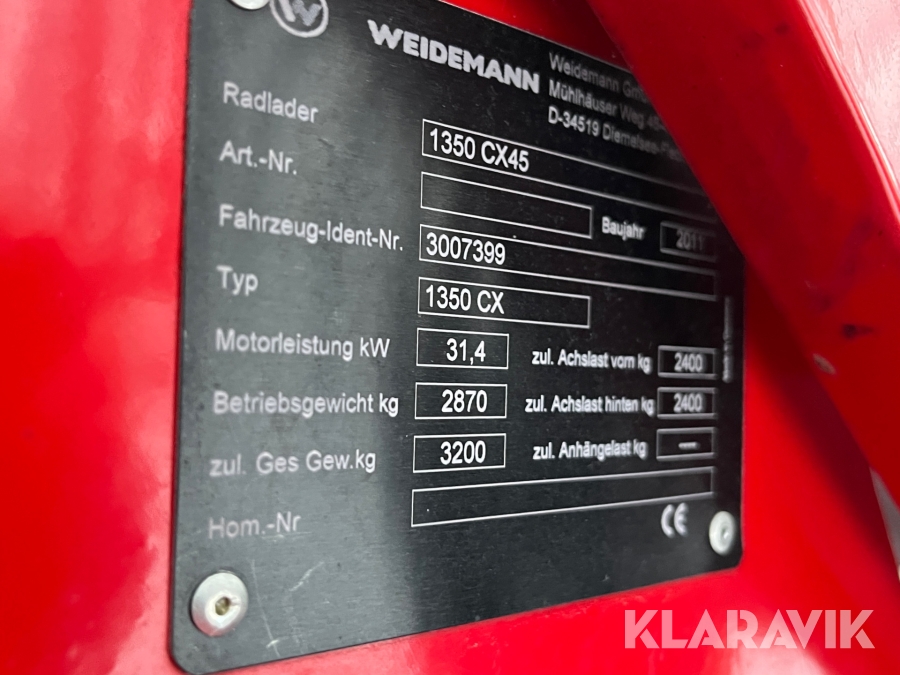 WEIDEMANN
Weidemann
Mühlhäuser Weg
D-34519 Diemelsee
Radlader
1350 CX45
Art.-Nr.
Baujahr 2011
Fahrzeug-Ident-Nr.
3007399
Typ
1350 CX
Motorleistung kW 31,4
zul. Achslast vorn kg 2400
Betriebsgewicht kg 2870
zul. Achslast hinten kg 2400
zul. Ges Gew.kg 3200
zul. Anhängelast kg ----
Hom.-Nr
CE
KLARAVIK